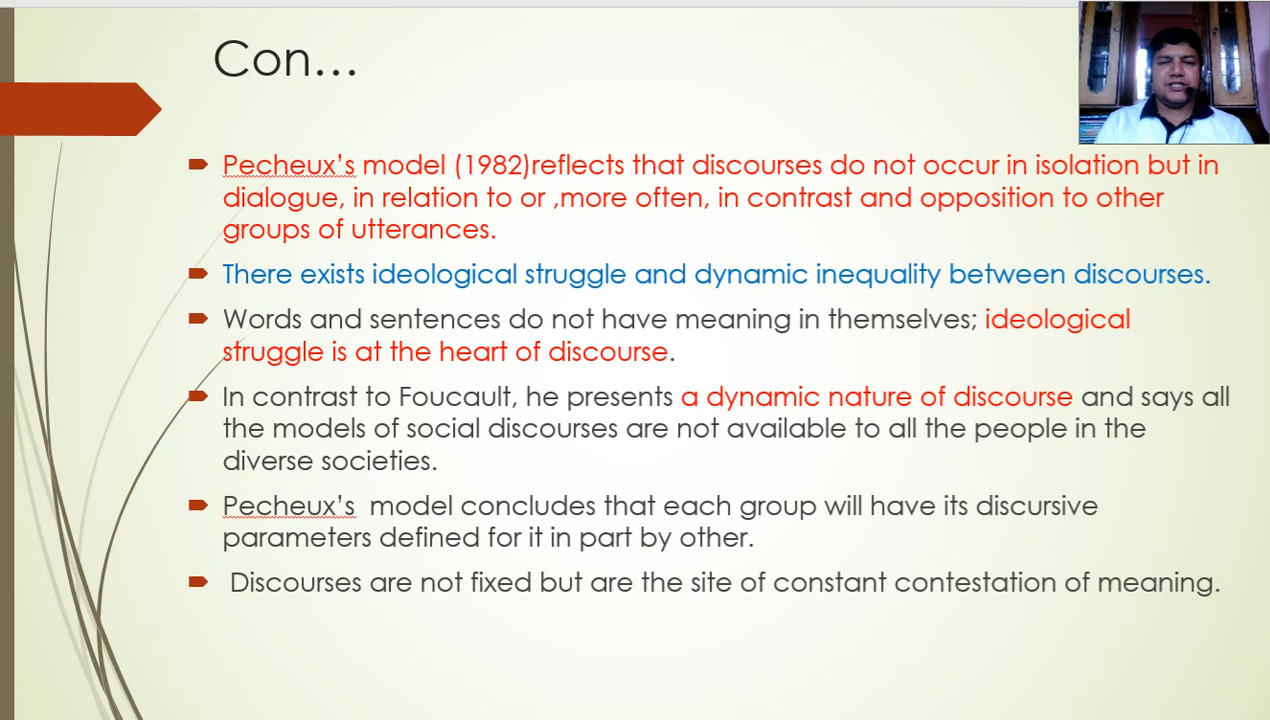 Con…
Pecheux’s model (1982)reflects that discourses do not occur in isolation but in
dialogue, in relation to or ,more often, in contrast and opposition to other
groups of utterances.
There exists ideological struggle and dynamic inequality between discourses.
Words and sentences do not have meaning in themselves; ideological
struggle is at the heart of discourse.
In contrast to Foucault, he presents a dynamic nature of discourse and says all
the models of social discourses are not available to all the people in the
diverse societies.
Pecheux’s  model concludes that each group will have its discursive
parameters defined for it in part by other.
Discourses are not fixed but are the site of constant contestation of meaning.